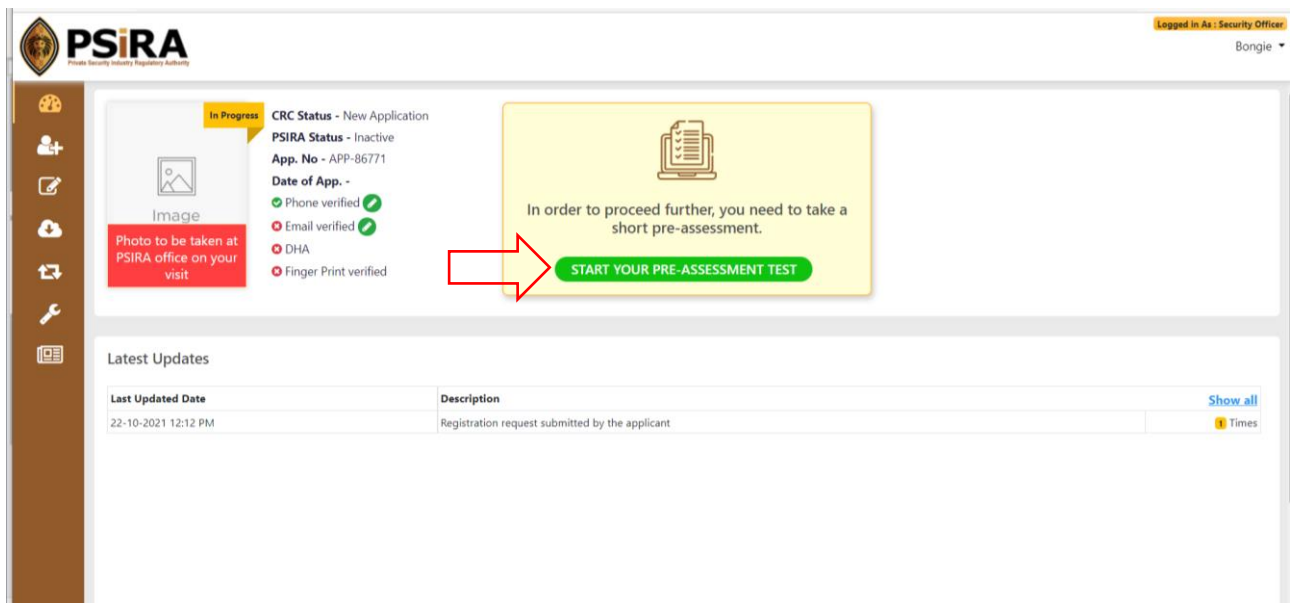 Logged in As : Security Officer
PSiRA
Private Security Industry Regulatory Authority
Bongie
In Progress
Image
Photo to be taken at
PSIRA office on your
visit
CRC Status - New Application
PSIRA Status - Inactive
App. No - APP-86771
Date of App. -
Phone verified
Email verified
DHA
Finger Print verified
In order to proceed further, you need to take a
short pre-assessment.
START YOUR PRE-ASSESSMENT TEST
Latest Updates
Last Updated Date Description Show all
22-10-2021 12:12 PM Registration request submitted by the applicant 1 Times